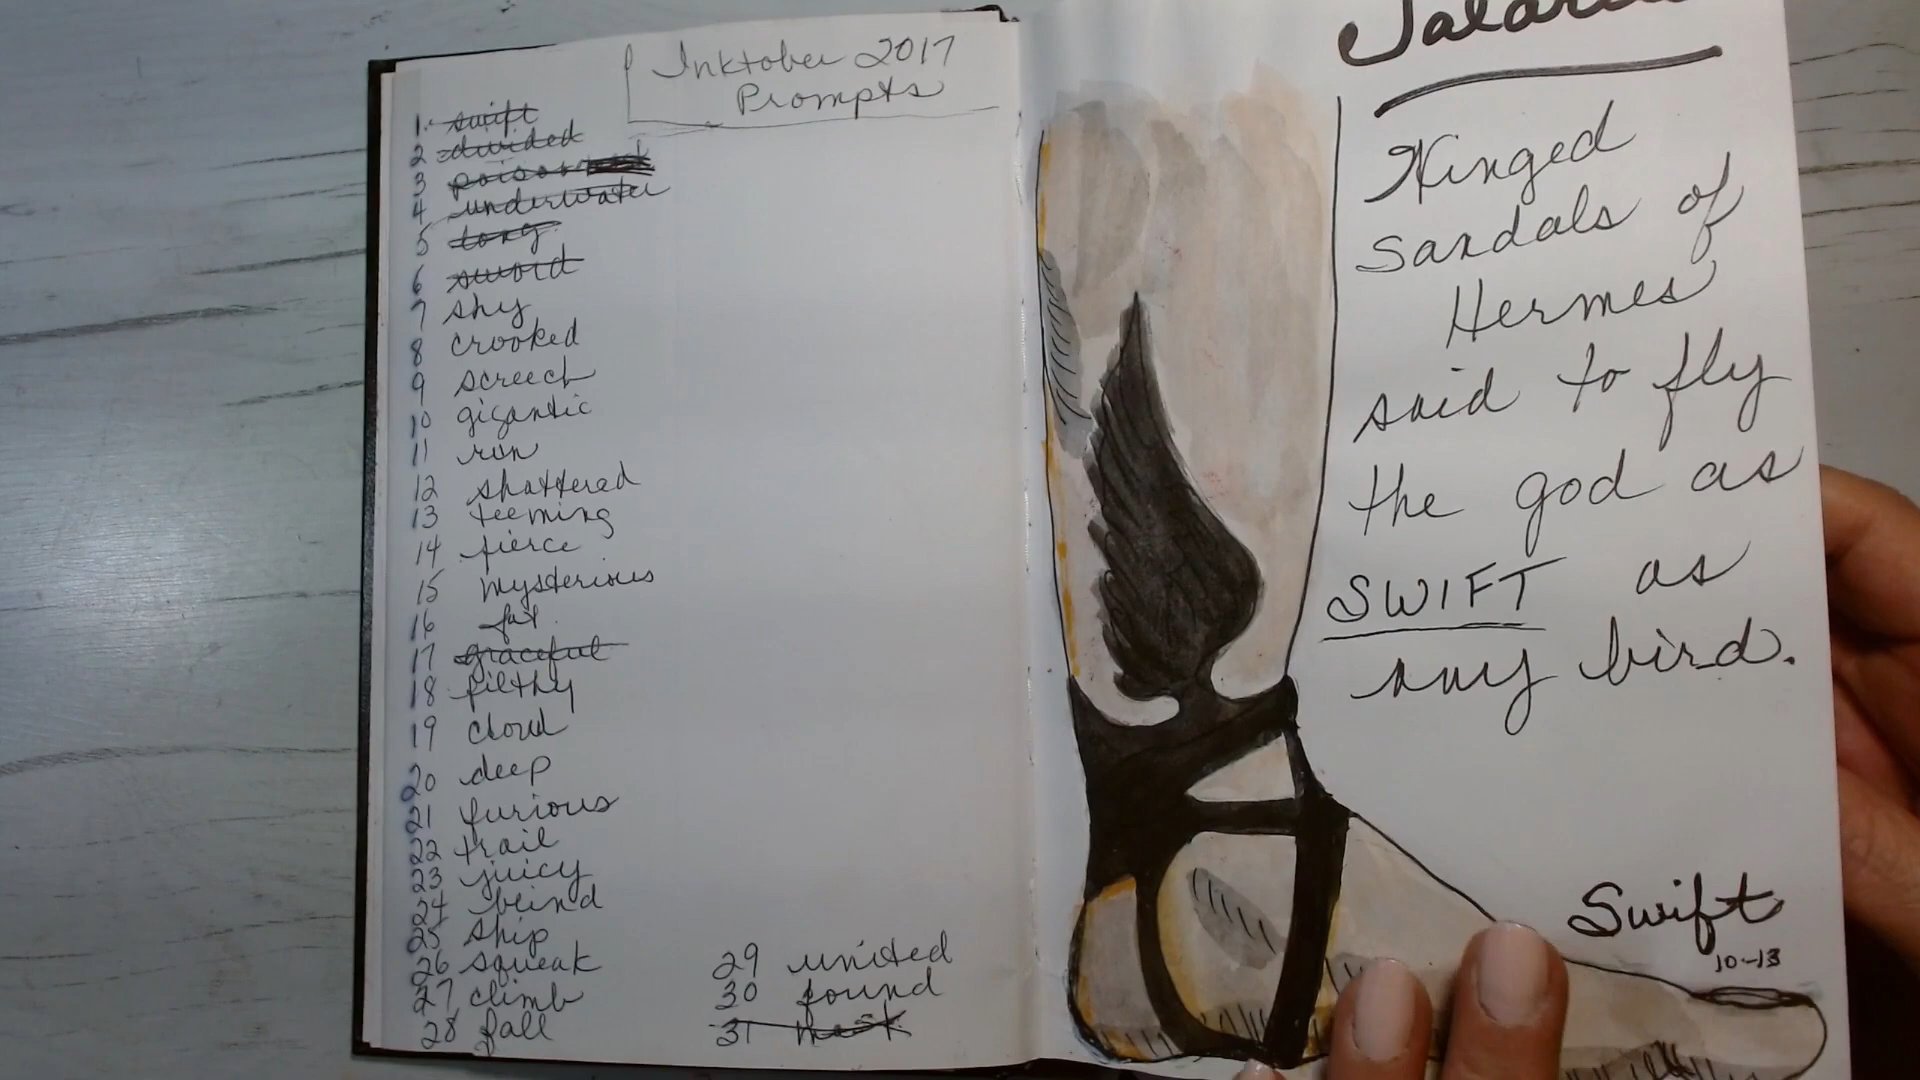 Inktober 2017
Prompts
1. swift
2 divided
3 poison
4 underwater
5 long
6 sword
7 shy
8 crooked
9 screech
10 gigantic
11 run
12 shattered
13 teeming
14 fierce
15 mysterious
16 fat
17 graceful
18 filthy
19 cloud
20 deep
21 furious
22 trail
23 juicy
24 blind
25 ship
26 squeak
27 climb
28 fall
29 united
30 found
31 mask
Talaria
Winged
sandals of
Hermes
said to fly
the god as
SWIFT as
any bird.
Swift
10-13